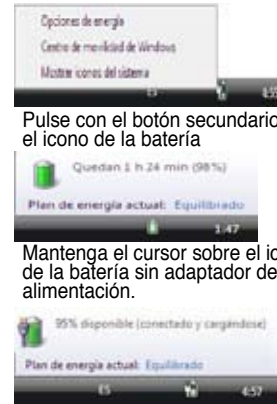 Opciones de energía
Centro de movilidad de Windows
Mostrar iconos del sistema
ES
Pulse con el botón secundario
el icono de la batería
Quedan 1 h 24 min (98%)
Plan de energía actual: Equilibrado
1:47
Mantenga el cursor sobre el ic
de la batería sin adaptador de
alimentación.
95% disponible (conectado y cargándose)
Plan de energía actual: Equilibrado
ES 4:57